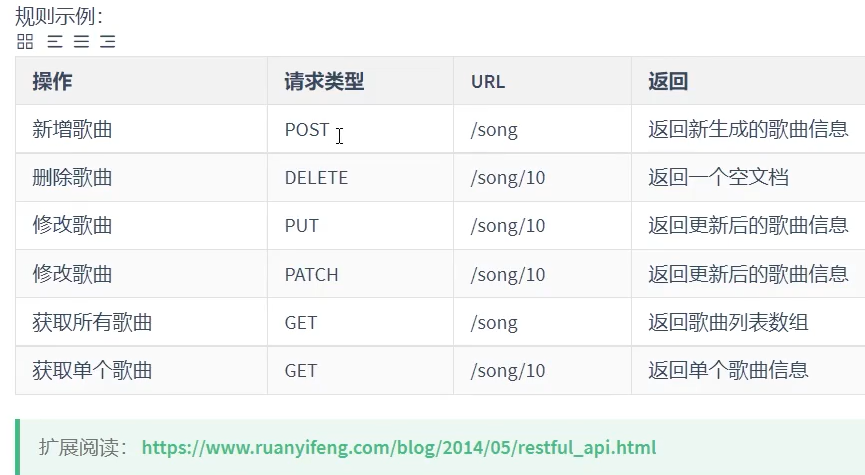 规则示例：
操作 请求类型 URL 返回
新增歌曲 POST /song 返回新生成的歌曲信息
删除歌曲 DELETE /song/10 返回一个空文档
修改歌曲 PUT /song/10 返回更新后的歌曲信息
修改歌曲 PATCH /song/10 返回更新后的歌曲信息
获取所有歌曲 GET /song 返回歌曲列表数组
获取单个歌曲 GET /song/10 返回单个歌曲信息
扩展阅读： https://www.ruanyifeng.com/blog/2014/05/restful_api.html